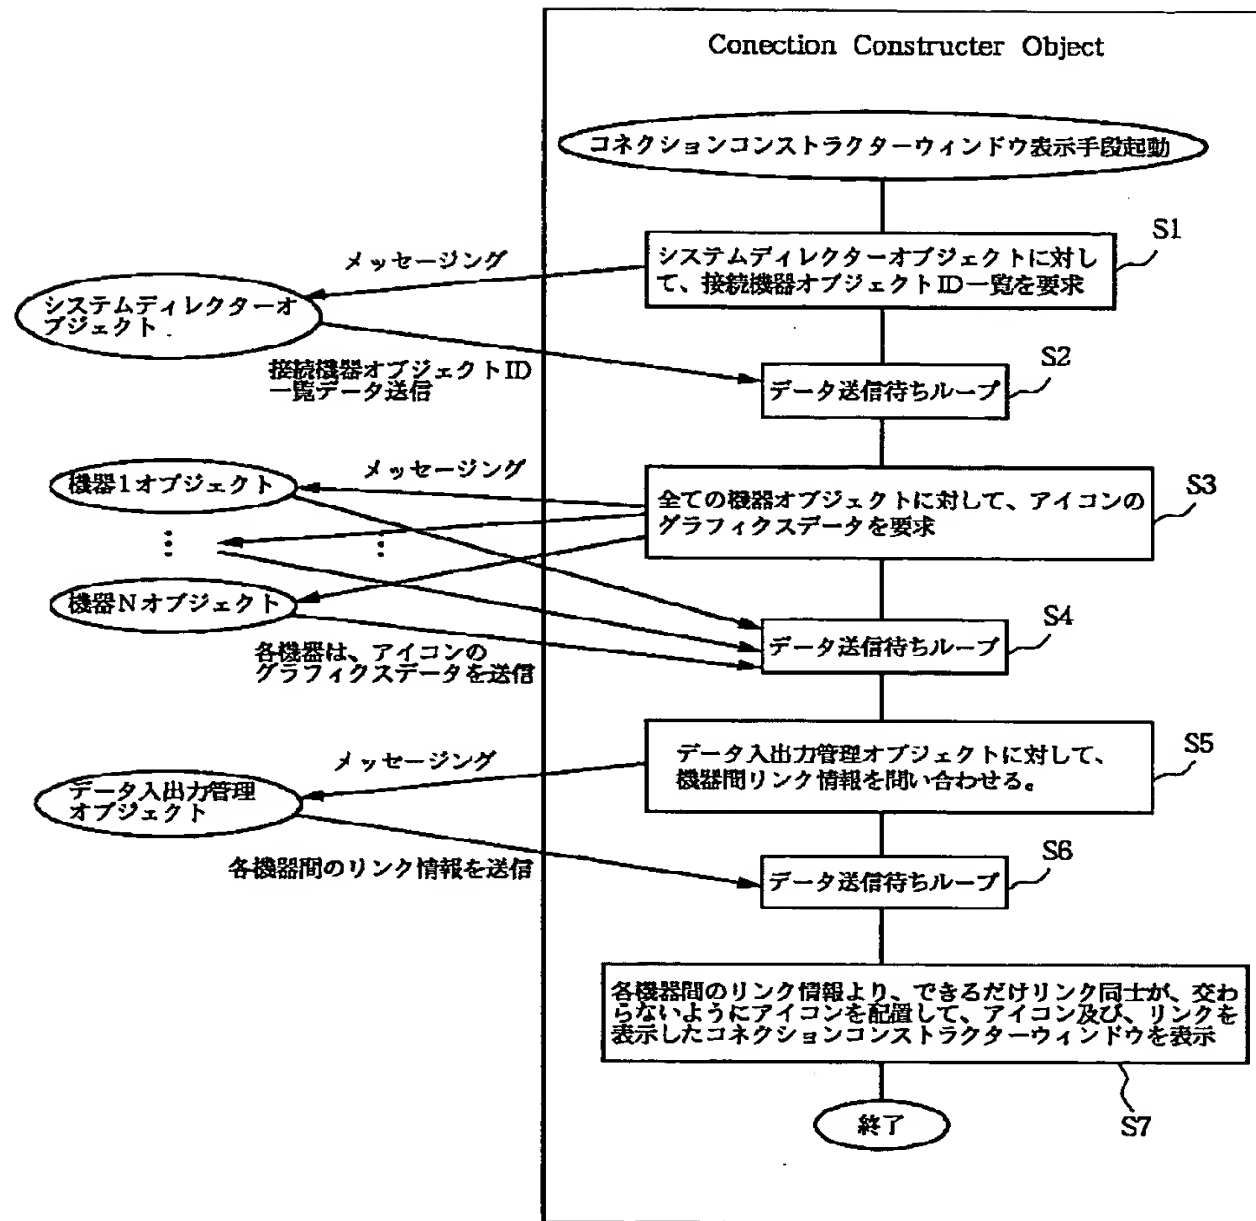 Conection Constructer Object
コネクションコンストラクターウィンドウ表示手段起動
S1
メッセージング
システムディレクターオブジェクトに対し
て、接続機器オブジェクトID一覧を要求
システムディレクターオ
ブジェクト
接続機器オブジェクトID
一覧データ送信
S2
データ送信待ちループ
メッセージング
機器1オブジェクト
S3
全ての機器オブジェクトに対して、アイコンの
グラフィクスデータを要求
⋮
⋮
機器Nオブジェクト
S4
データ送信待ちループ
各機器は、アイコンの
グラフィクスデータを送信
メッセージング
S5
データ入出力管理オブジェクトに対して、
機器間リンク情報を問い合わせる。
データ入出力管理
オブジェクト
各機器間のリンク情報を送信
S6
データ送信待ちループ
各機器間のリンク情報より、できるだけリンク同士が、交わ
らないようにアイコンを配置して、アイコン及び、リンクを
表示したコネクションコンストラクターウィンドウを表示
S7
終了